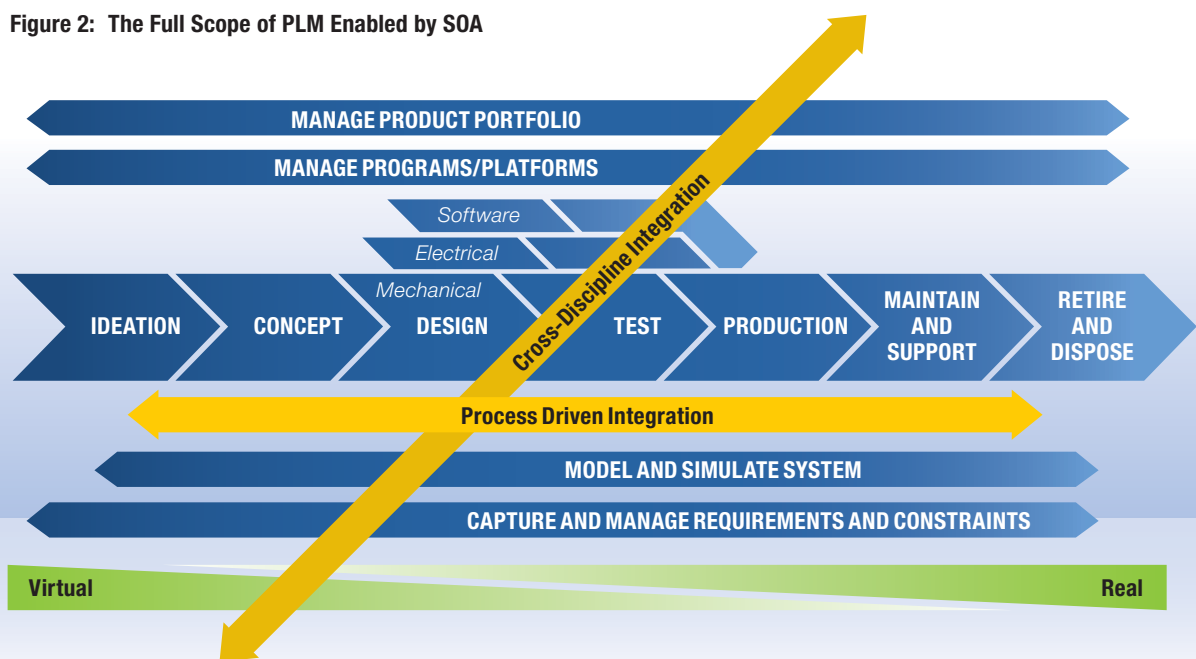 Figure 2: The Full Scope of PLM Enabled by SOA
MANAGE PRODUCT PORTFOLIO
MANAGE PROGRAMS/PLATFORMS
Software
Electrical
Mechanical
IDEATION
CONCEPT
DESIGN
TEST
PRODUCTION
MAINTAIN
AND
SUPPORT
RETIRE
AND
DISPOSE
Cross-Discipline Integration
Process Driven Integration
MODEL AND SIMULATE SYSTEM
CAPTURE AND MANAGE REQUIREMENTS AND CONSTRAINTS
Virtual
Real